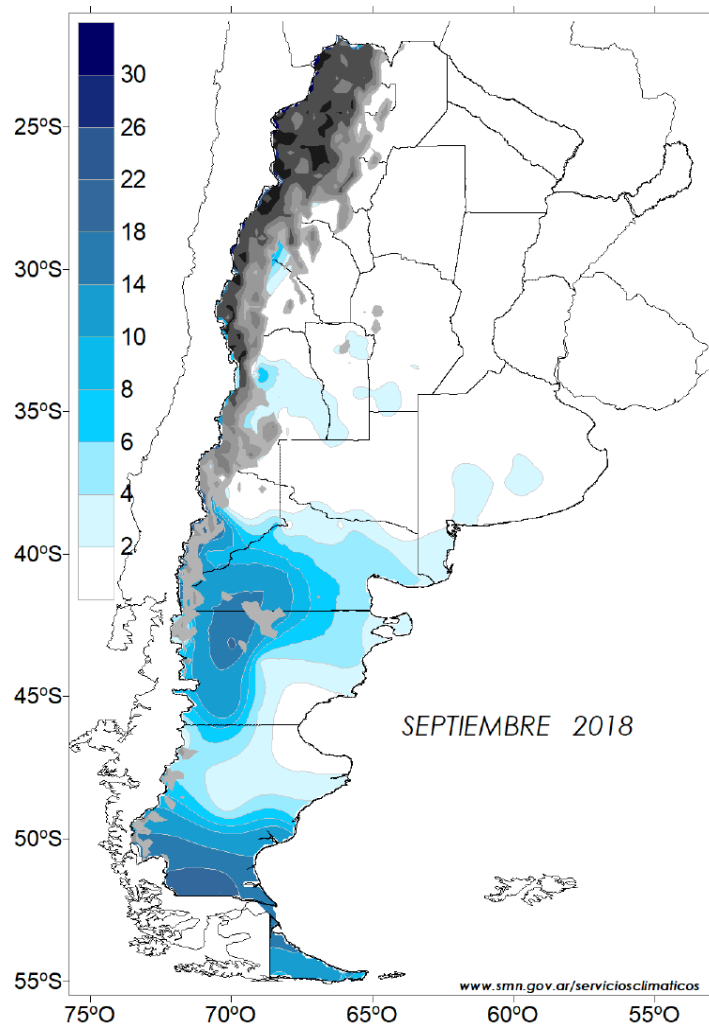 30
26
22
18
14
10
8
6
4
2
25ºS
30ºS
35ºS
40ºS
45ºS
50ºS
55ºS
SEPTIEMBRE 2018
www.smn.gov.ar/serviciosclimaticos
75ºO
70ºO
65ºO
60ºO
55ºO